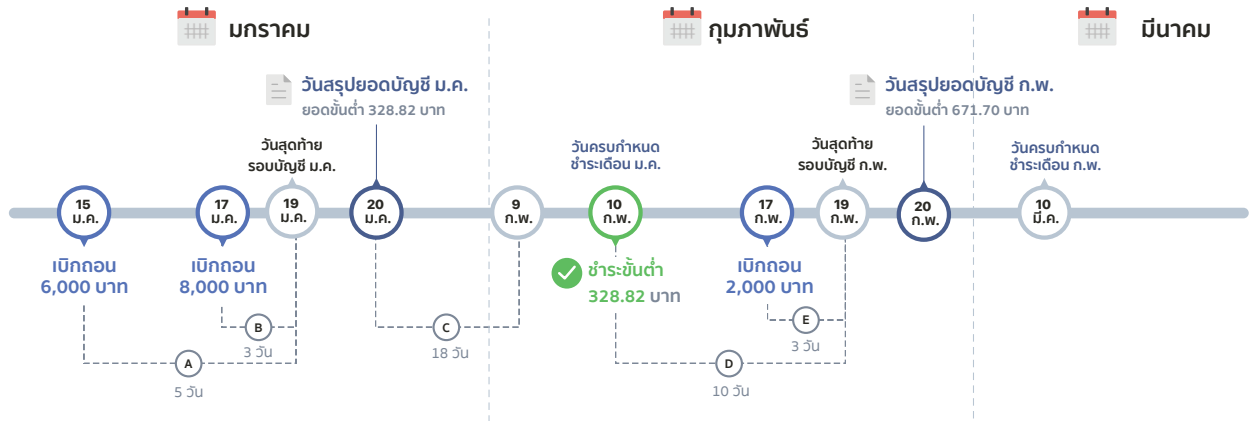 มกราคม
กุมภาพันธ์
มีนาคม
วันสรุปยอดบัญชี ม.ค.
ยอดขั้นต่ำ 328.82 บาท
วันสรุปยอดบัญชี ก.พ.
ยอดขั้นต่ำ 671.70 บาท
วันสุดท้าย
รอบบัญชี ม.ค.
วันครบกำหนด
ชำระเดือน ม.ค.
วันสุดท้าย
รอบบัญชี ก.พ.
วันครบกำหนด
ชำระเดือน ก.พ.
15
ม.ค.
17
ม.ค.
19
ม.ค.
20
ม.ค.
9
ก.พ.
10
ก.พ.
17
ก.พ.
19
ก.พ.
20
ก.พ.
10
มี.ค.
เบิกถอน
6,000 บาท
เบิกถอน
8,000 บาท
ชำระขั้นต่ำ
328.82 บาท
เบิกถอน
2,000 บาท
B
3 วัน
C
18 วัน
E
3 วัน
A
5 วัน
D
10 วัน